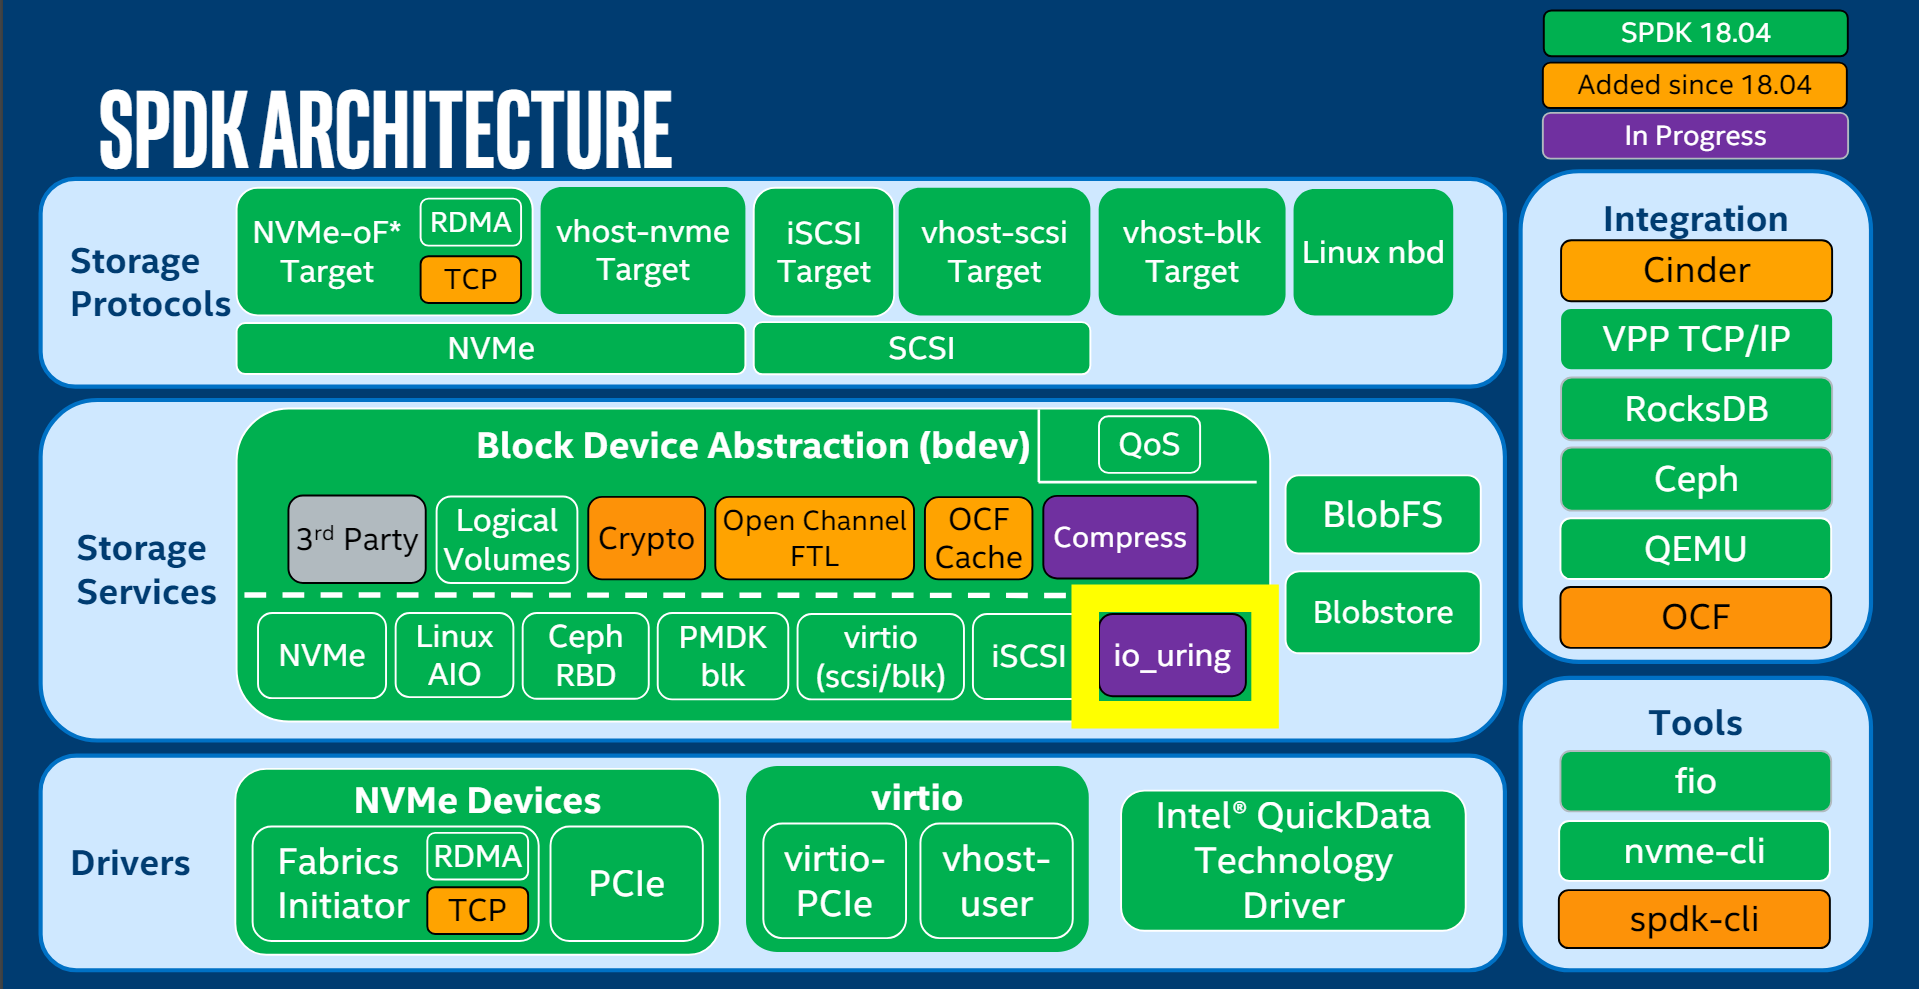 SPDK 18.04
Added since 18.04
In Progress
SPDK ARCHITECTURE
Storage
Protocols
NVMe-oF*
Target
RDMA
TCP
vhost-nvme
Target
iSCSI
Target
vhost-scsi
Target
vhost-blk
Target
Linux nbd
NVMe
SCSI
Storage
Services
Block Device Abstraction (bdev)
QoS
3rd Party
Logical
Volumes
Crypto
Open Channel
FTL
OCF
Cache
Compress
NVMe
Linux
AIO
Ceph
RBD
PMDK
blk
virtio
(scsi/blk)
iSCSI
io_uring
BlobFS
Blobstore
Drivers
NVMe Devices
Fabrics
Initiator
RDMA
TCP
PCIe
virtio
virtio-
PCIe
vhost-
user
Intel® QuickData
Technology
Driver
Integration
Cinder
VPP TCP/IP
RocksDB
Ceph
QEMU
OCF
Tools
fio
nvme-cli
spdk-cli